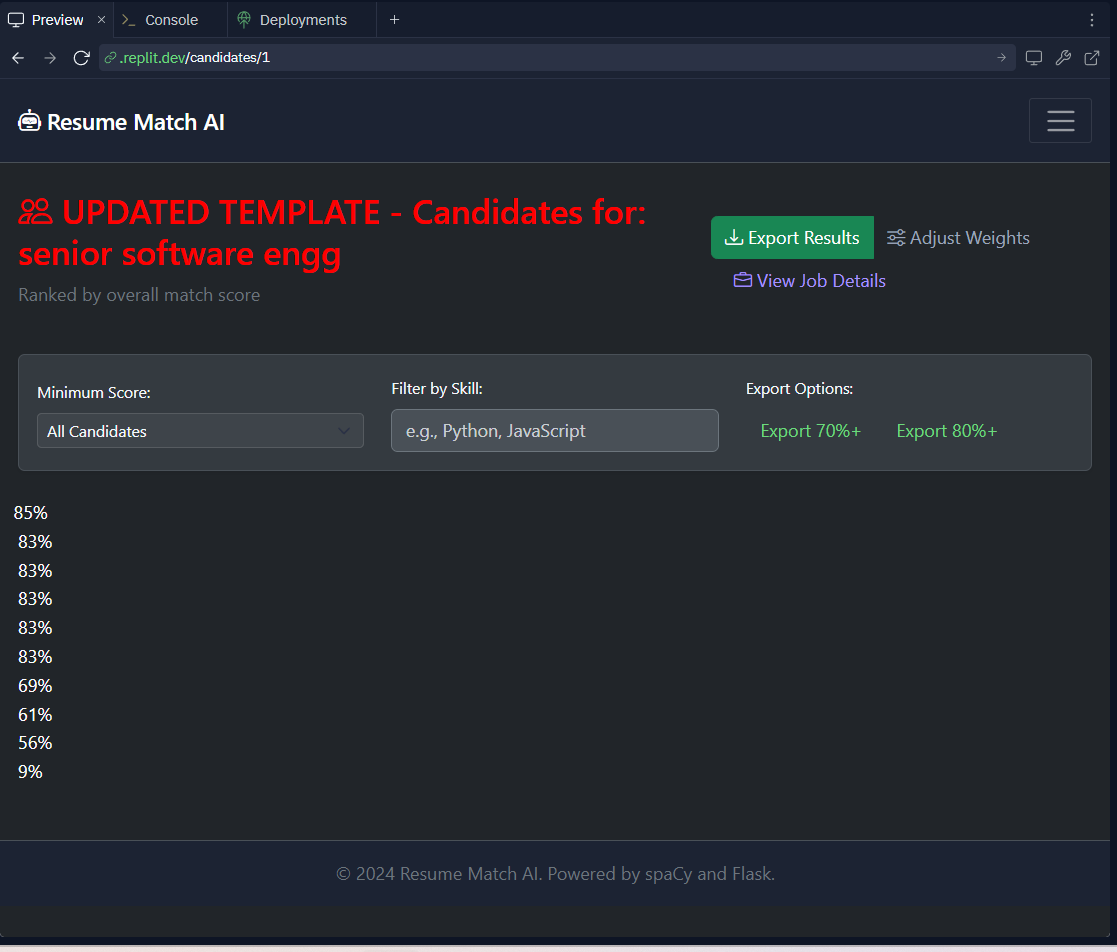 Preview
Console
Deployments
.replit.dev/candidates/1
Resume Match AI
UPDATED TEMPLATE - Candidates for:
senior software engg
Ranked by overall match score
Export Results
Adjust Weights
View Job Details
Minimum Score:
All Candidates
Filter by Skill:
e.g., Python, JavaScript
Export Options:
Export 70%+
Export 80%+
85%
83%
83%
83%
83%
83%
69%
61%
56%
9%
© 2024 Resume Match AI. Powered by spaCy and Flask.